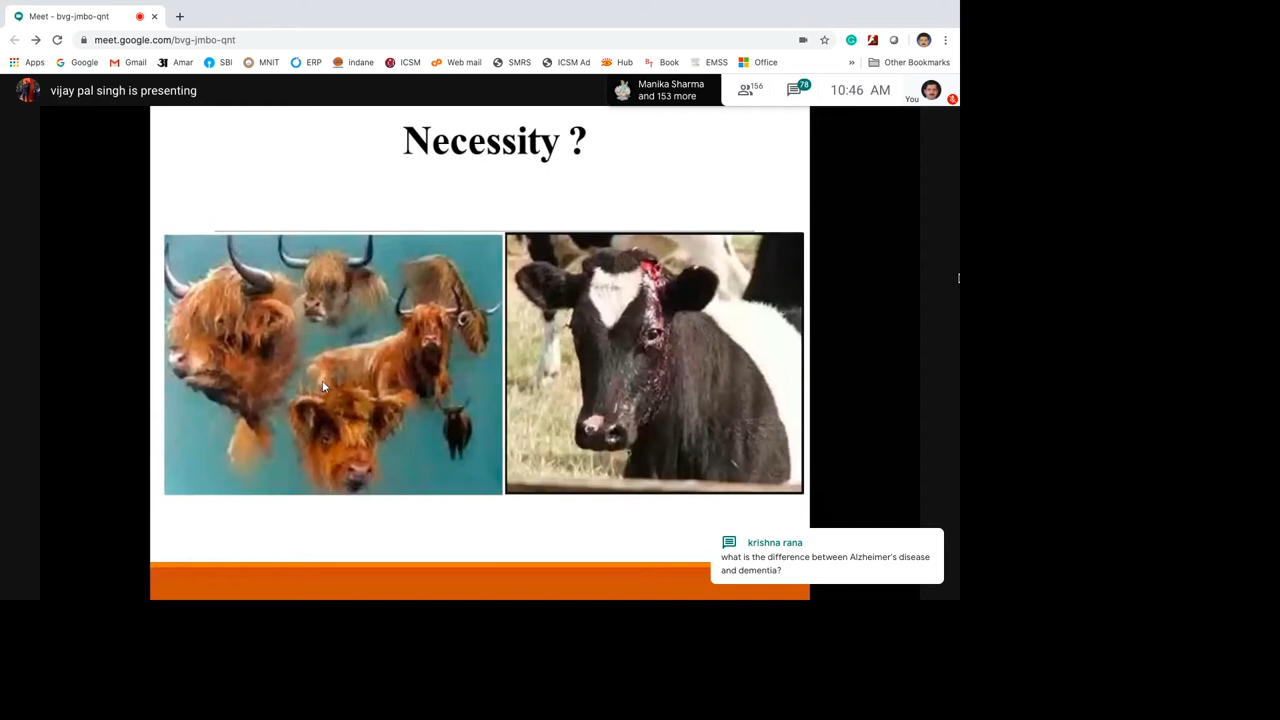 Meet - bvg-jmbo-qnt
meet.google.com/bvg-jmbo-qnt
Apps Google Gmail Amar SBI MNIT ERP indane ICSM Web mail SMRS ICSM Ad Hub Book EMSS Office » Other Bookmarks
vijay pal singh is presenting
Manika Sharma
and 153 more
156
78
10:46 AM
You
Necessity ?
krishna rana
what is the difference between Alzheimer's disease
and dementia?